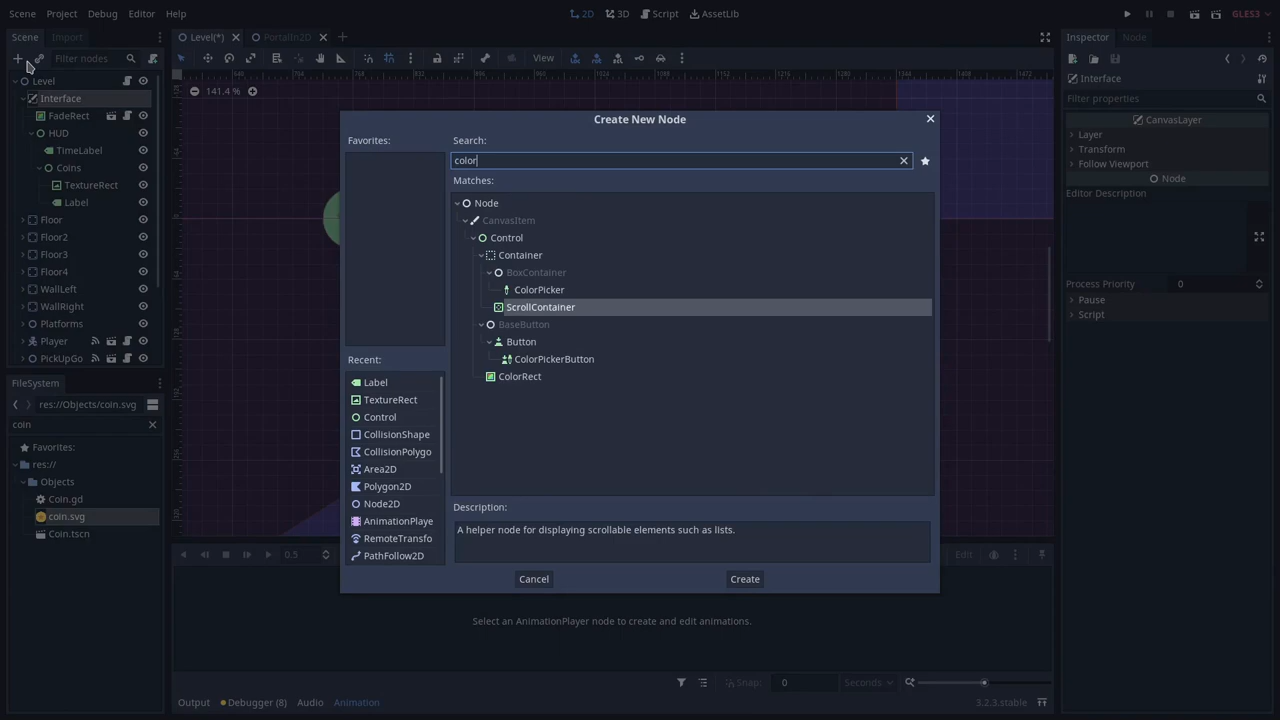 Scene Project Debug Editor Help
2D 3D Script AssetLib
GLES3
Scene Import
Level(*) PortalIn2D
Inspector Node
Filter nodes
View
Level
Interface
FadeRect
HUD
TimeLabel
Coins
TextureRect
Label
Floor
Floor2
Floor3
Floor4
WallLeft
WallRight
Platforms
Player
PickUpGo
141.4 %
Create New Node
Favorites:
Search:
color
Matches:
Node
CanvasItem
Control
Container
BoxContainer
ColorPicker
ScrollContainer
BaseButton
Button
ColorPickerButton
ColorRect
Recent:
Label
TextureRect
Control
CollisionShape
CollisionPolygo
Area2D
Polygon2D
Node2D
AnimationPlaye
RemoteTransfo
PathFollow2D
Description:
A helper node for displaying scrollable elements such as lists.
Cancel Create
Interface
Filter properties
CanvasLayer
Layer
Transform
Follow Viewport
Node
Editor Description
Process Priority 0
Pause
Script
FileSystem
res://Objects/coin.svg
coin
Favorites:
res://
Objects
Coin.gd
coin.svg
Coin.tscn
0.5
Edit
Select an AnimationPlayer node to create and edit animations.
Snap: 0 Seconds
Output Debugger (8) Audio Animation
3.2.3.stable